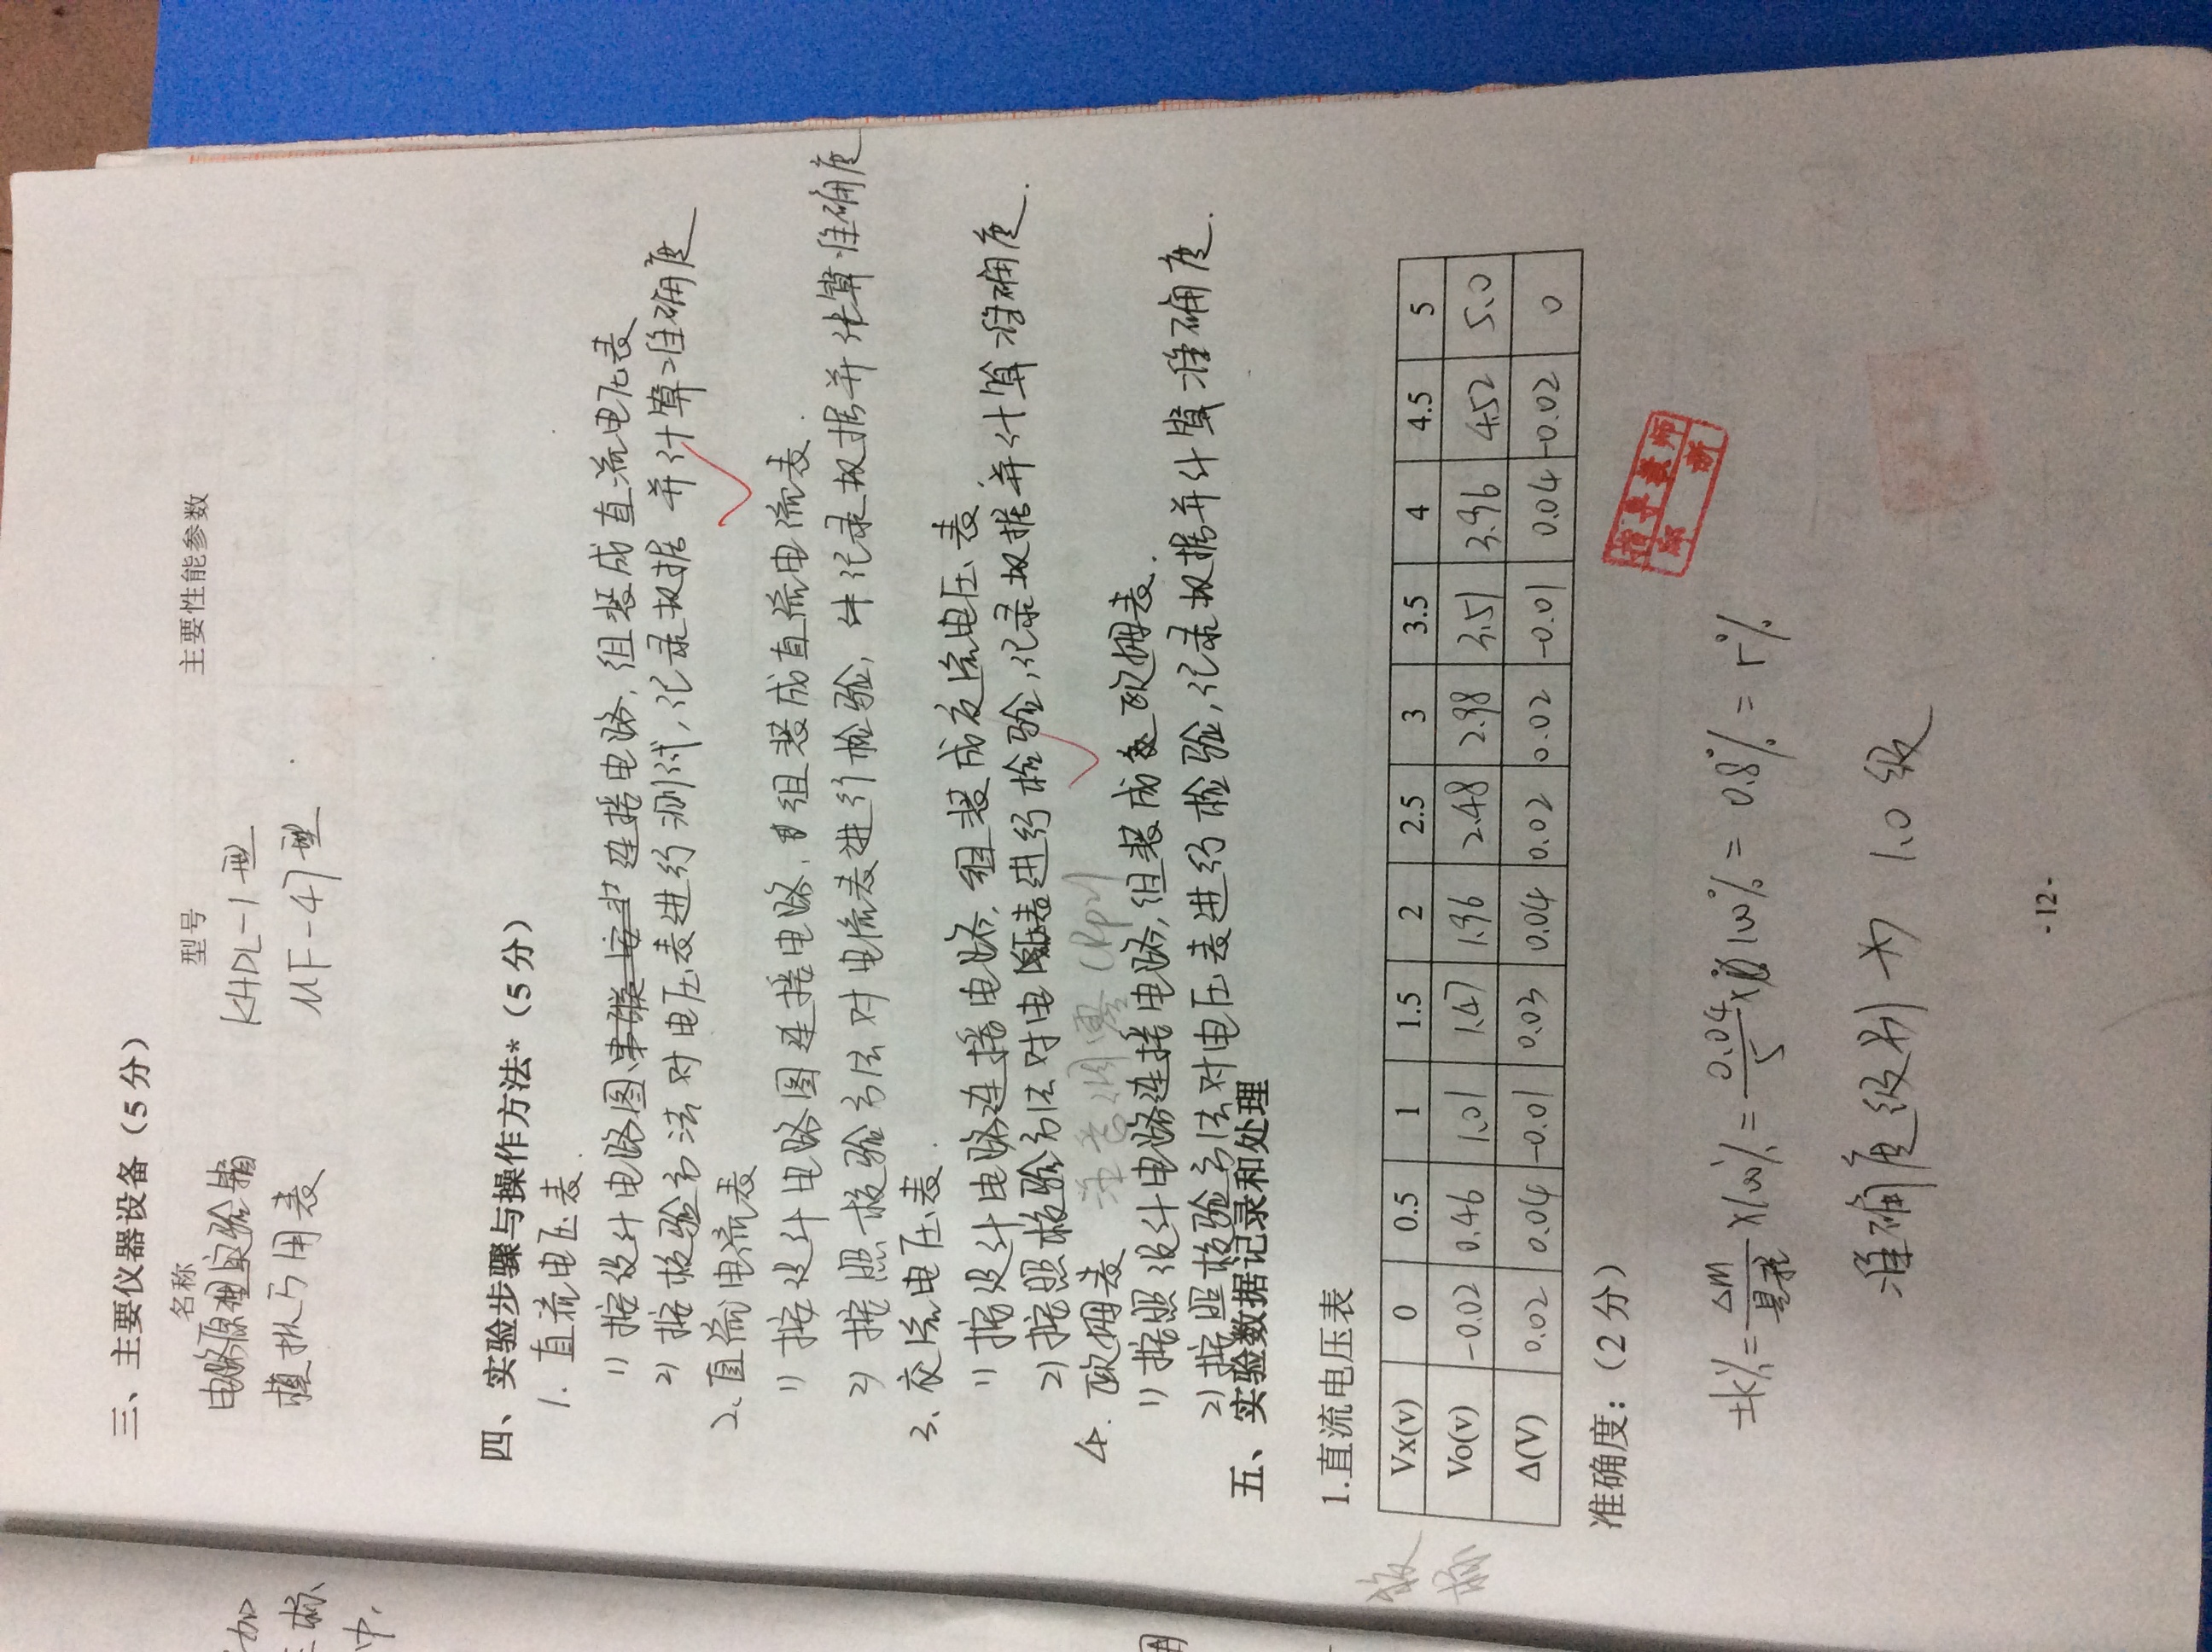 三、主要仪器设备（5 分）
名称 型号 主要性能参数
电路原理实验箱 KHDL-1型
模拟万用表 MF-47型
四、实验步骤与操作方法*（5 分）
1. 直流电压表.
1) 按设计电路图 连接电路,组装成直流电压表
2) 按校验方法对电压表进行测试,记录数据 并计算准确度
2、直流电流表
1) 按设计电路图连接电路,组装成直流电流表.
2) 按照校验方法对电流表进行检验,记录数据并计算准确度
3、交流电压表.
1) 按设计电路连接电路,组装成交流电压表.
2) 按照校验方法对电压表进行检验,记录数据并计算准确度.
4. 欧姆表 注意调零(Rp2)
1) 按照设计电路连接电路,组装成欧姆表.
2) 按照校验方法对电压表进行检验,记录数据并计算准确度.
五、实验数据记录和处理
1.直流电压表
Vx(v) 0 0.5 1 1.5 2 2.5 3 3.5 4 4.5 5
校标 Vo(v) -0.02 0.46 1.01 1.47 1.96 2.48 2.98 3.51 3.96 4.52 5.0
Δ(V) 0.02 0.04 -0.01 0.03 0.04 0.02 0.02 -0.01 0.04 -0.02 0
准确度：（2 分）
指导教师
±k%=ΔM/量程×100%=0.04/5×100%=0.8%=r%
准确度级别为 1.0 级
- 12 -
加
标
中.
用